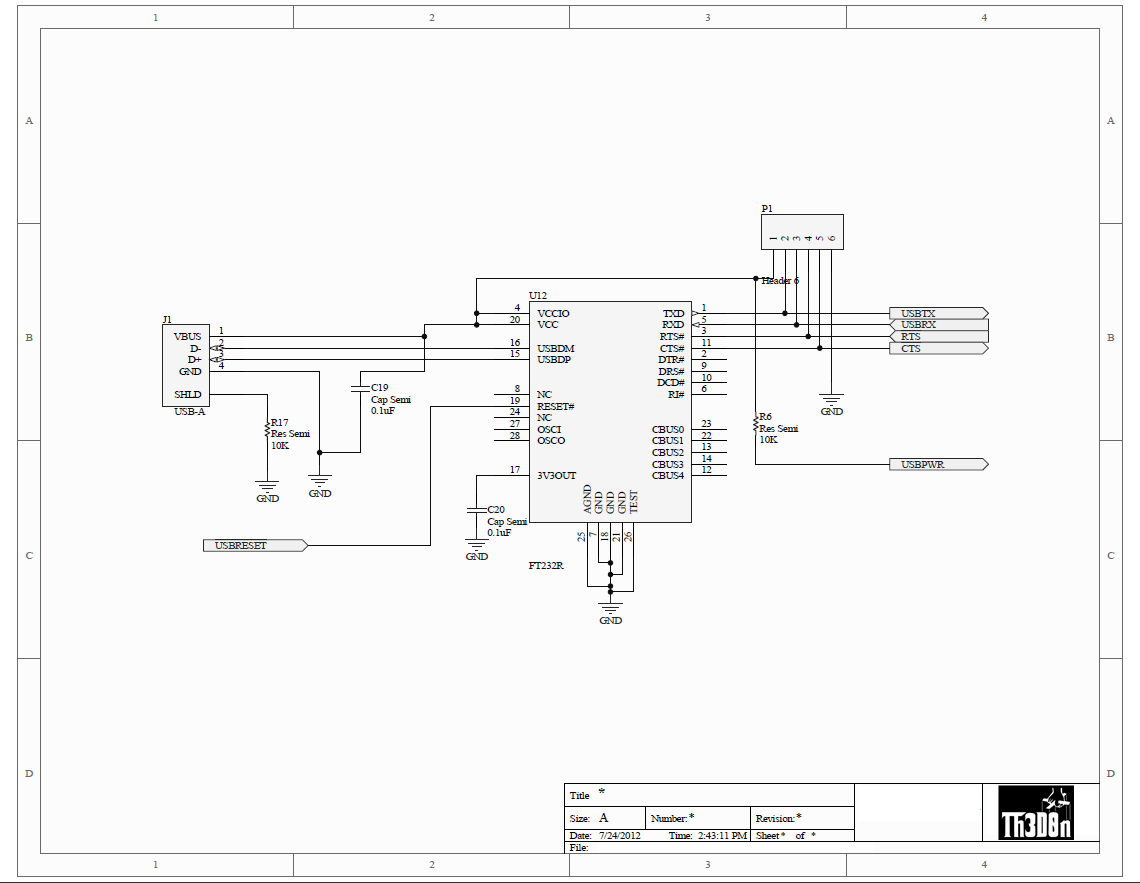 1 2 3 4
A A
P1
1 2 3 4 5 6
Header 6
U12
J1
B B
VBUS 1
D- 2
D+ 3
GND 4
SHLD
USB-A
4 VCCIO
20 VCC
16 USBDM
15 USBDP
8 NC
19 RESET#
24 NC
27 OSCI
28 OSCO
17 3V3OUT
TXD 1
RXD 5
RTS# 3
CTS# 11
DTR# 2
DRS# 9
DCD# 10
RI# 6
CBUS0 23
CBUS1 22
CBUS2 13
CBUS3 14
CBUS4 12
USBTX
USBRX
RTS
CTS
C19
Cap Semi
0.1uF
GND
R17
Res Semi
10K
GND
GND
R6
Res Semi
10K
USBPWR
AGND GND GND GND TEST
25 7 18 21 26
C20
Cap Semi
0.1uF
GND
USBRESET
FT232R
GND
C C
D D
Title *
Size: A Number:* Revision:*
Date: 7/24/2012 Time: 2:43:11 PM Sheet* of *
File:
Th3D0n
1 2 3 4